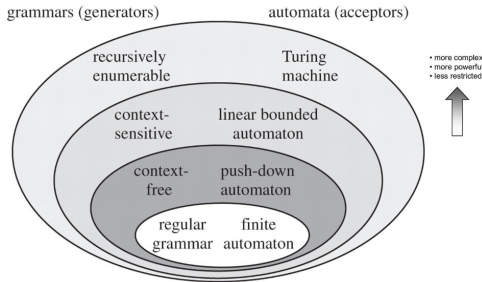 grammars (generators)
automata (acceptors)
recursively
enumerable
Turing
machine
• more complex
• more powerful
• less restricted
context-
sensitive
linear bounded
automaton
context-
free
push-down
automaton
regular
grammar
finite
automaton